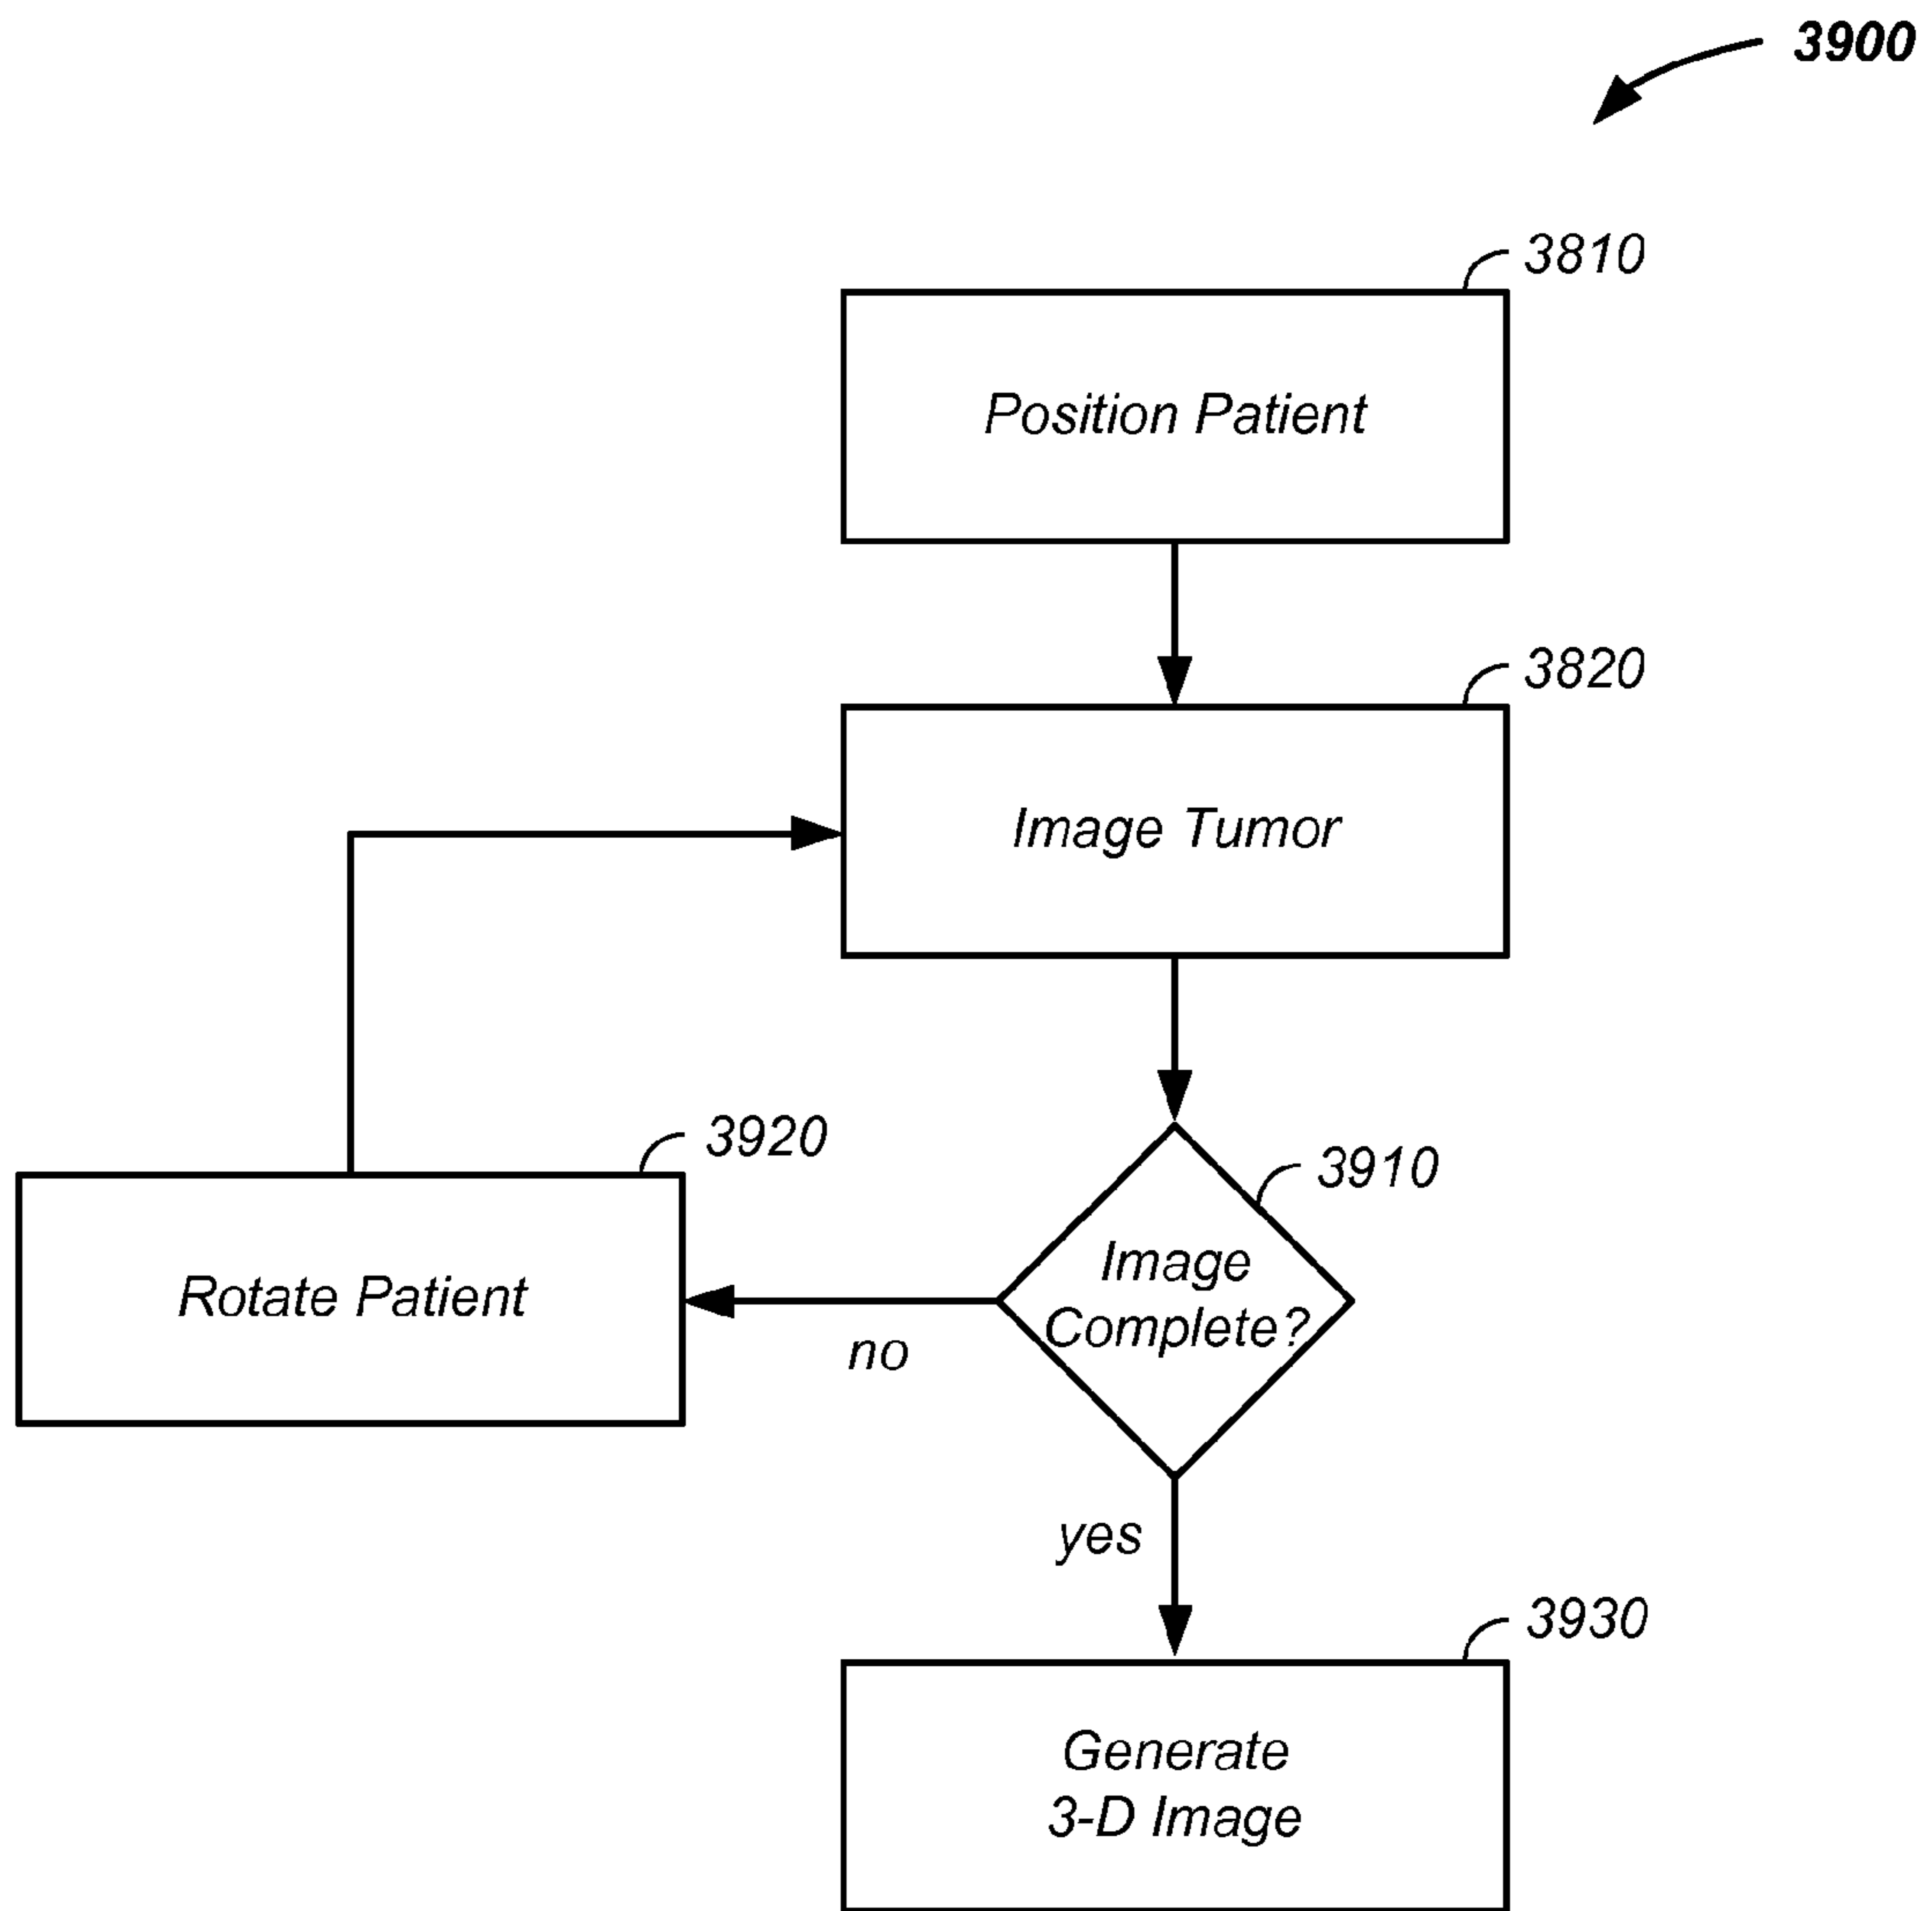 3900
3810
Position Patient
3820
Image Tumor
3920
3910
Rotate Patient
Image
Complete?
no
yes
3930
Generate
3-D Image